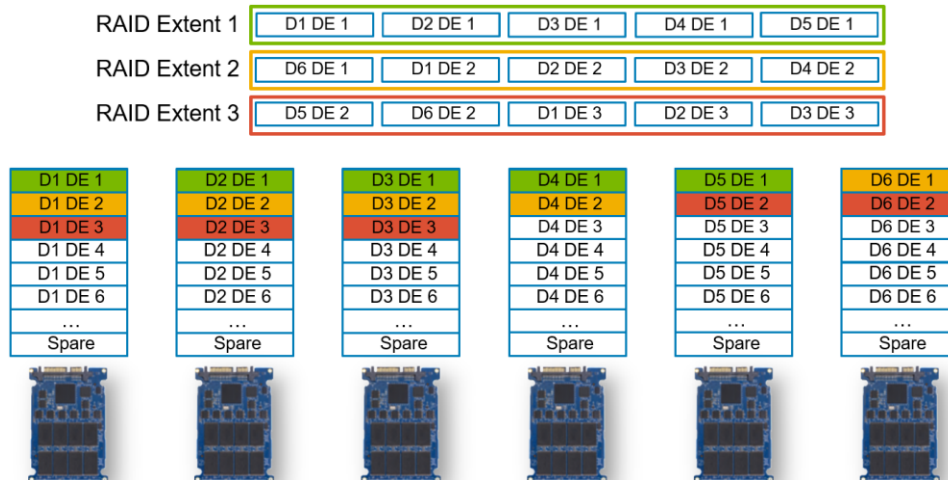 RAID Extent 1 D1 DE 1 D2 DE 1 D3 DE 1 D4 DE 1 D5 DE 1
RAID Extent 2 D6 DE 1 D1 DE 2 D2 DE 2 D3 DE 2 D4 DE 2
RAID Extent 3 D5 DE 2 D6 DE 2 D1 DE 3 D2 DE 3 D3 DE 3
D1 DE 1 D2 DE 1 D3 DE 1 D4 DE 1 D5 DE 1 D6 DE 1
D1 DE 2 D2 DE 2 D3 DE 2 D4 DE 2 D5 DE 2 D6 DE 2
D1 DE 3 D2 DE 3 D3 DE 3 D4 DE 3 D5 DE 3 D6 DE 3
D1 DE 4 D2 DE 4 D3 DE 4 D4 DE 4 D5 DE 4 D6 DE 4
D1 DE 5 D2 DE 5 D3 DE 5 D4 DE 5 D5 DE 5 D6 DE 5
D1 DE 6 D2 DE 6 D3 DE 6 D4 DE 6 D5 DE 6 D6 DE 6
... ... ... ... ... ...
Spare Spare Spare Spare Spare Spare